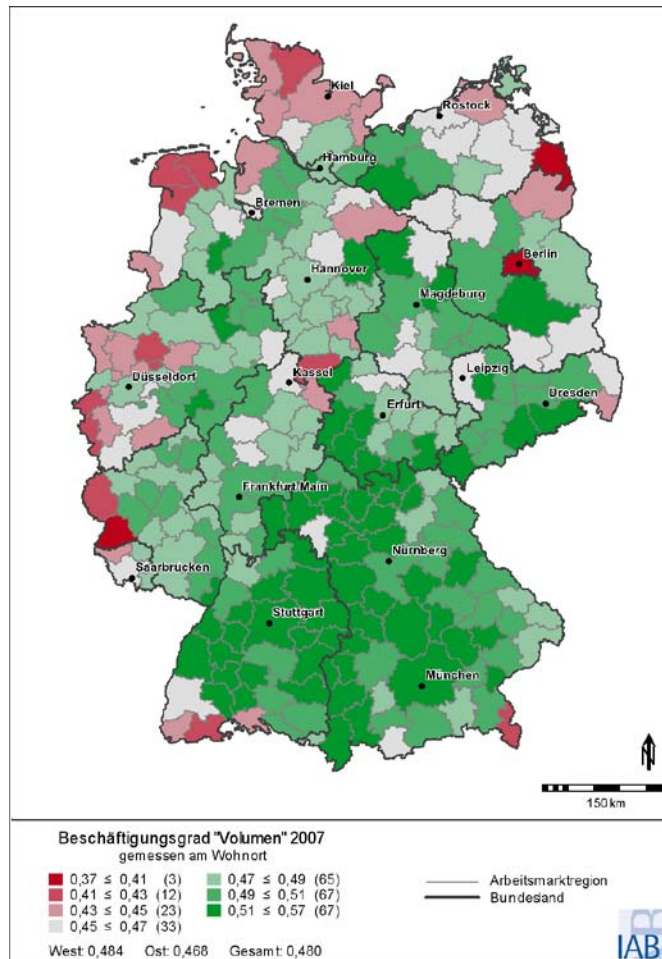 Kiel
Rostock
Hamburg
Bremen
Berlin
Hannover
Magdeburg
Düsseldorf
Kassel
Leipzig
Erfurt
Dresden
Frankfurt/Main
Nürnberg
Saarbrücken
Stuttgart
München
N
150 km
Beschäftigungsgrad "Volumen" 2007
gemessen am Wohnort
0,37 ≤ 0,41 (3)
0,41 ≤ 0,43 (12)
0,43 ≤ 0,45 (23)
0,45 ≤ 0,47 (33)
0,47 ≤ 0,49 (65)
0,49 ≤ 0,51 (67)
0,51 ≤ 0,57 (67)
West: 0,484 Ost: 0,468 Gesamt: 0,480
Arbeitsmarktregion
Bundesland
IAB